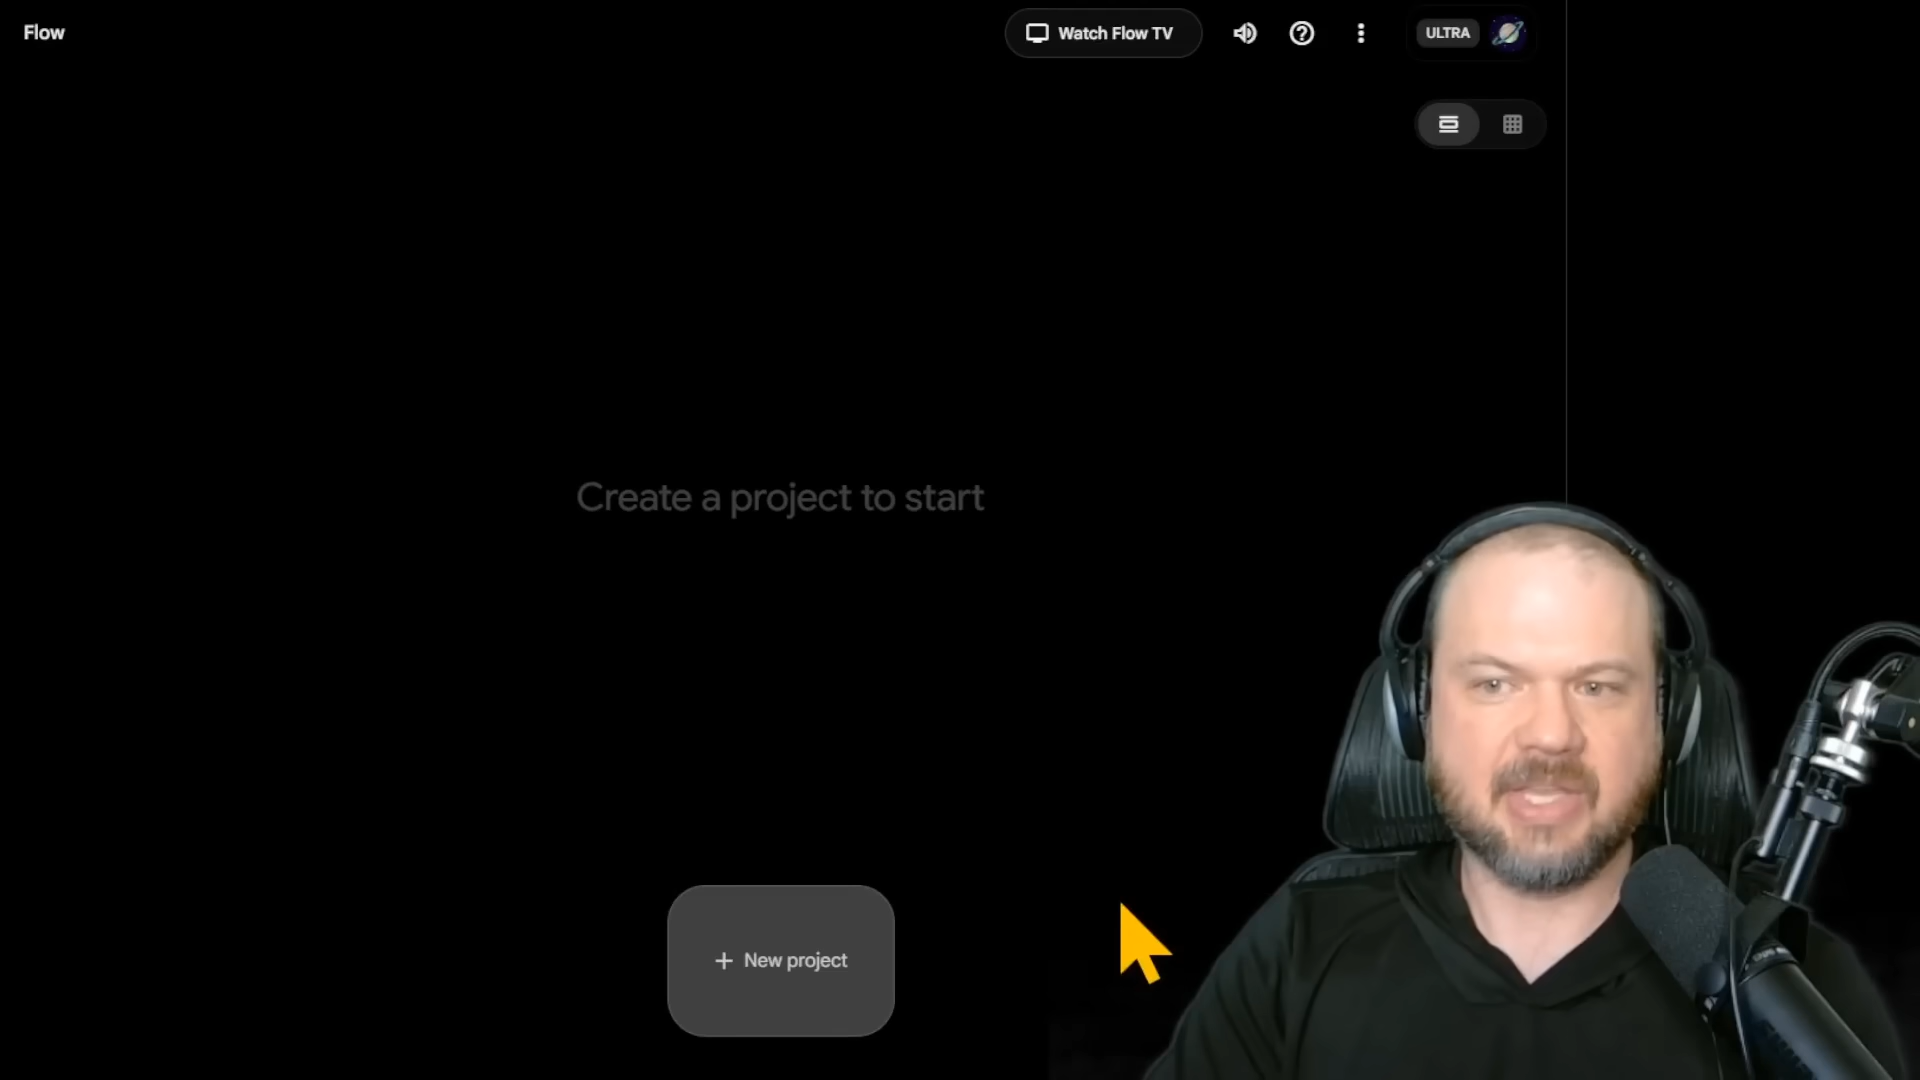 Flow
Watch Flow TV
ULTRA
Create a project to start
+ New project